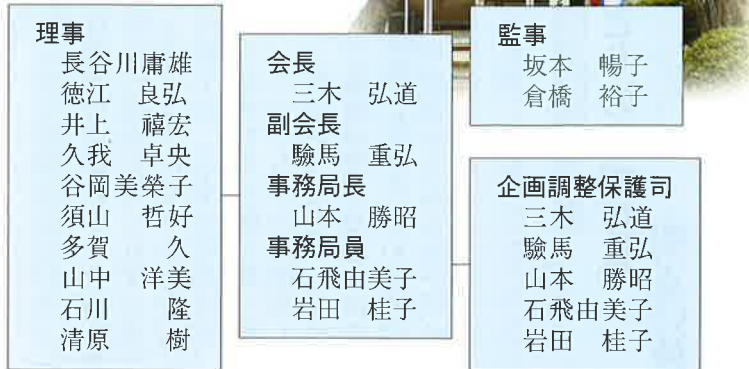 理事
長谷川庸雄
徳江 良弘
井上 禧宏
久我 卓央
谷岡美榮子
須山 哲好
多賀 久
山中 洋美
石川 隆
清原 樹
会長
三木 弘道
副会長
驗馬 重弘
事務局長
山本 勝昭
事務局員
石飛由美子
岩田 桂子
監事
坂本 暢子
倉橋 裕子
企画調整保護司
三木 弘道
驗馬 重弘
山本 勝昭
石飛由美子
岩田 桂子